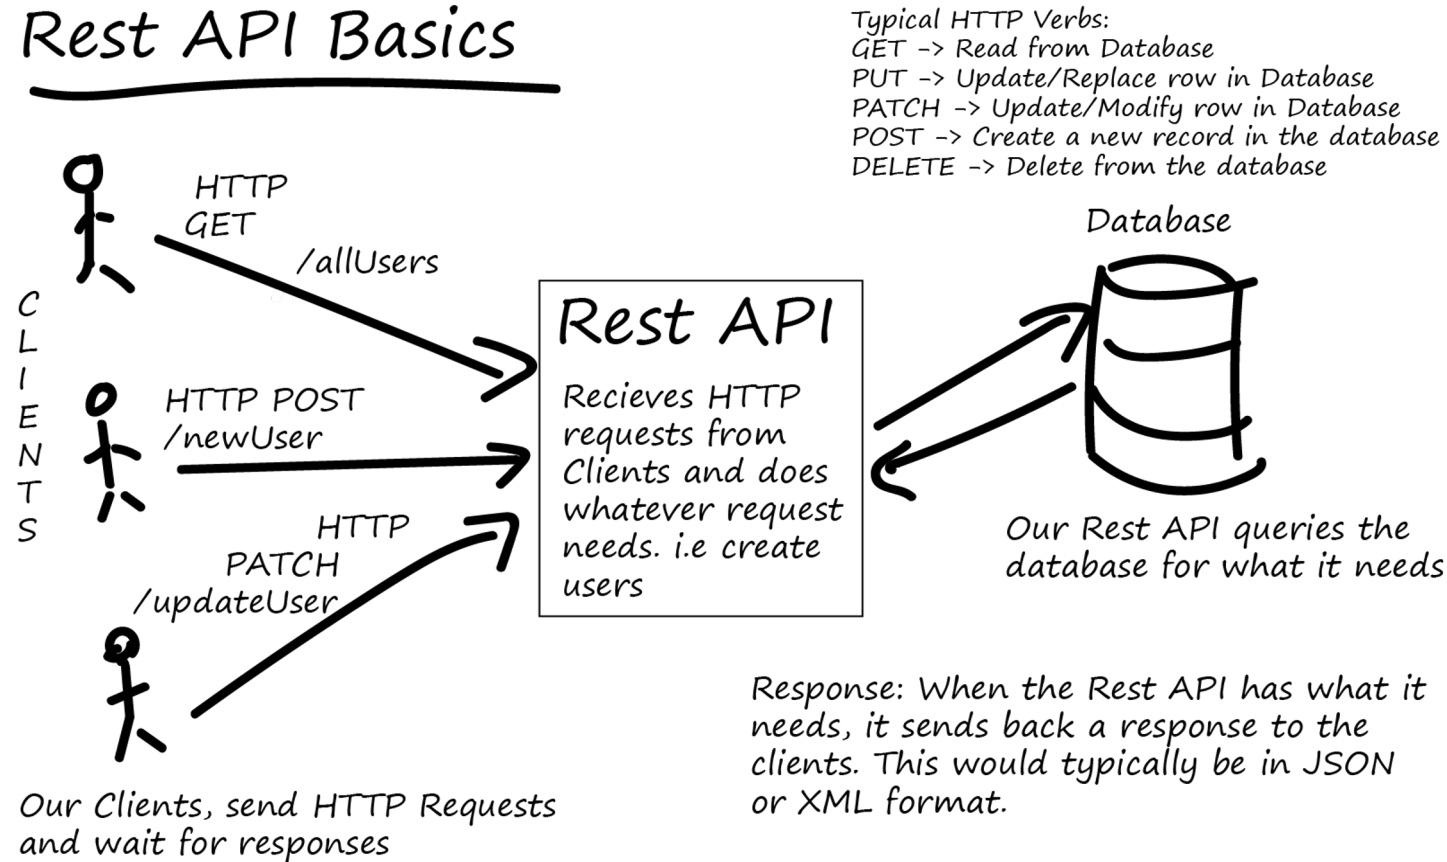 Rest API Basics
Typical HTTP Verbs:
GET -> Read from Database
PUT -> Update/Replace row in Database
PATCH -> Update/Modify row in Database
POST -> Create a new record in the database
DELETE -> Delete from the database
CLIENTS
HTTP
GET
/allUsers
HTTP POST
/newUser
HTTP
PATCH
/updateUser
Our Clients, send HTTP Requests
and wait for responses
Rest API
Recieves HTTP
requests from
Clients and does
whatever request
needs. i.e create
users
Database
Our Rest API queries the
database for what it needs
Response: When the Rest API has what it
needs, it sends back a response to the
clients. This would typically be in JSON
or XML format.